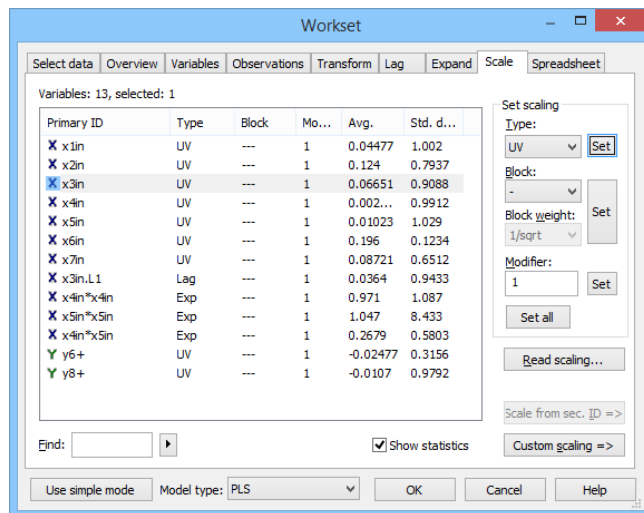 Workset
Select data Overview Variables Observations Transform Lag Expand Scale Spreadsheet
Variables: 13, selected: 1
Primary ID Type Block Mo... Avg. Std. d...
X x1in UV --- 1 0.04477 1.002
X x2in UV --- 1 0.124 0.7937
X x3in UV --- 1 0.06651 0.9088
X x4in UV --- 1 0.002... 0.9912
X x5in UV --- 1 0.01023 1.029
X x6in UV --- 1 0.196 0.1234
X x7in UV --- 1 0.08721 0.6512
X x3in.L1 Lag --- 1 0.0364 0.9433
X x4in*x4in Exp --- 1 0.971 1.087
X x5in*x5in Exp --- 1 1.047 8.433
X x4in*x5in Exp --- 1 0.2679 0.5803
Y y6+ UV --- 1 -0.02477 0.3156
Y y8+ UV --- 1 -0.0107 0.9792
Set scaling
Type:
UV Set
Block:
-
Block weight:
1/sqrt
Set
Modifier:
1 Set
Set all
Read scaling...
Scale from sec. ID =>
Find: Show statistics Custom scaling =>
Use simple mode Model type: PLS OK Cancel Help